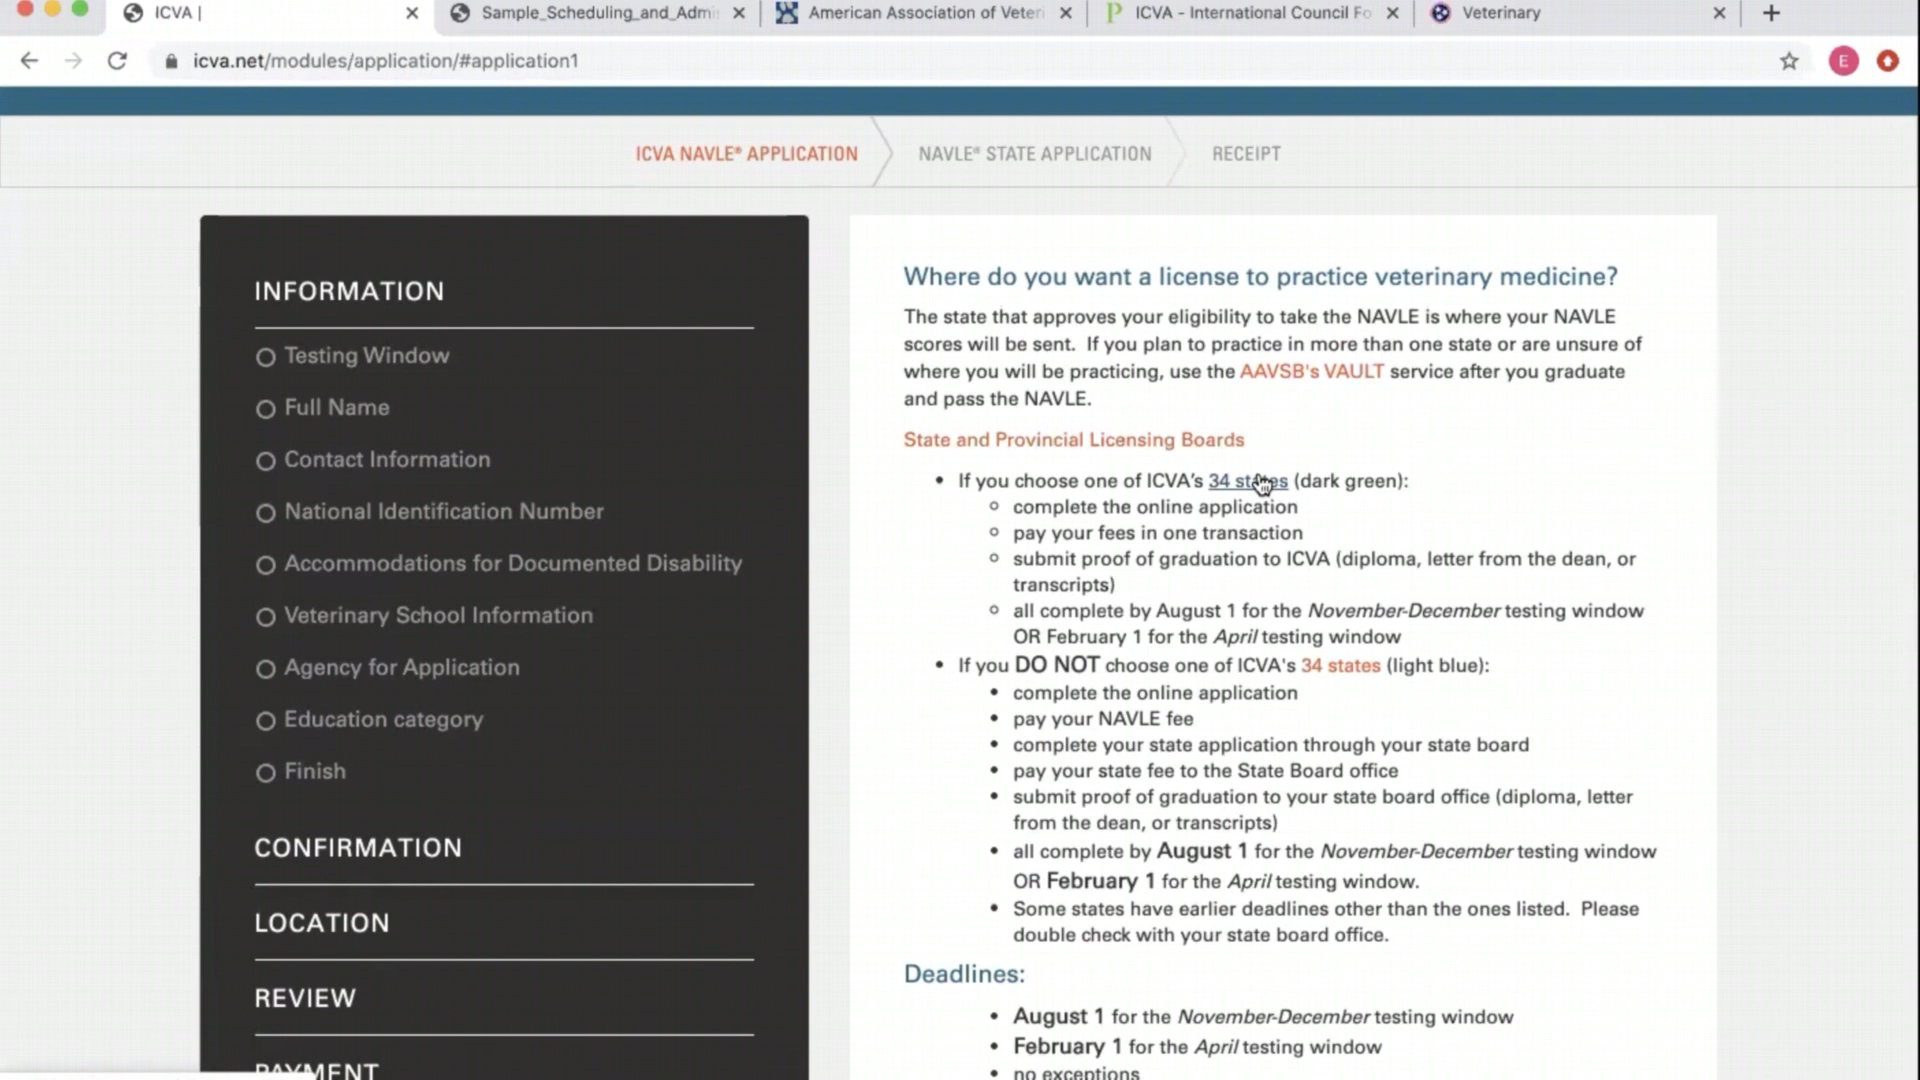 ICVA |
Sample_Scheduling_and_Admi
American Association of Veteri
ICVA - International Council Fo
Veterinary
icva.net/modules/application/#application1
E
ICVA NAVLE® APPLICATION
NAVLE® STATE APPLICATION
RECEIPT
INFORMATION
Testing Window
Full Name
Contact Information
National Identification Number
Accommodations for Documented Disability
Veterinary School Information
Agency for Application
Education category
Finish
CONFIRMATION
LOCATION
REVIEW
PAYMENT
Where do you want a license to practice veterinary medicine?
The state that approves your eligibility to take the NAVLE is where your NAVLE
scores will be sent. If you plan to practice in more than one state or are unsure of
where you will be practicing, use the AAVSB's VAULT service after you graduate
and pass the NAVLE.
State and Provincial Licensing Boards
• If you choose one of ICVA’s 34 states (dark green):
complete the online application
pay your fees in one transaction
submit proof of graduation to ICVA (diploma, letter from the dean, or
transcripts)
all complete by August 1 for the November-December testing window
OR February 1 for the April testing window
• If you DO NOT choose one of ICVA's 34 states (light blue):
• complete the online application
• pay your NAVLE fee
• complete your state application through your state board
• pay your state fee to the State Board office
• submit proof of graduation to your state board office (diploma, letter
from the dean, or transcripts)
• all complete by August 1 for the November-December testing window
OR February 1 for the April testing window.
• Some states have earlier deadlines other than the ones listed. Please
double check with your state board office.
Deadlines:
• August 1 for the November-December testing window
• February 1 for the April testing window
• no exceptions